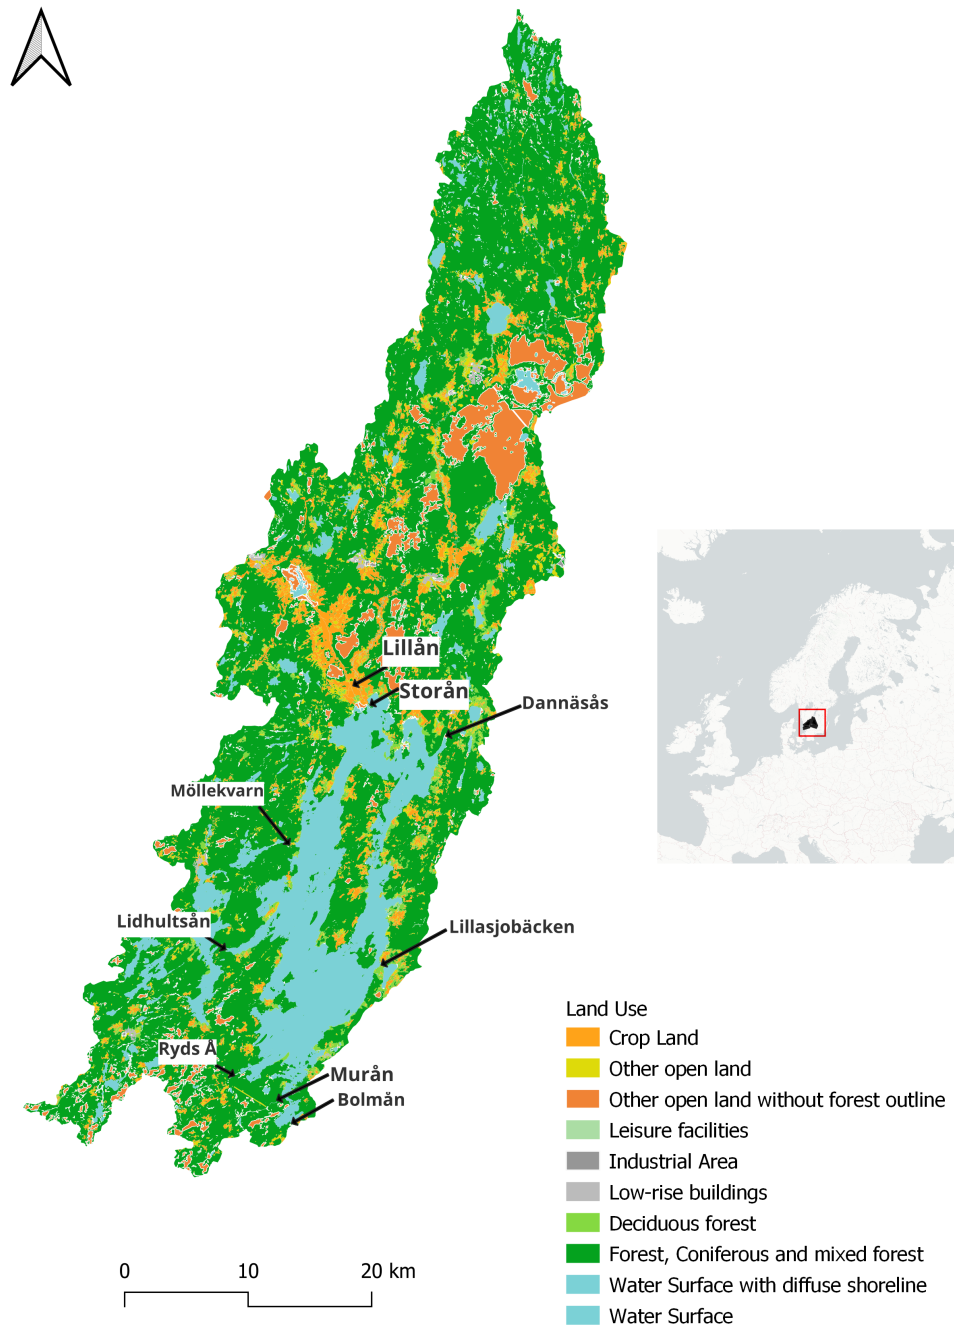 Lillån
Storån
Dannäsås
Möllekvarn
Lidhultsån
Lillasjobäcken
Ryds Å
Murån
Bolmån
Land Use
Crop Land
Other open land
Other open land without forest outline
Leisure facilities
Industrial Area
Low-rise buildings
Deciduous forest
Forest, Coniferous and mixed forest
Water Surface with diffuse shoreline
Water Surface
0 10 20 km